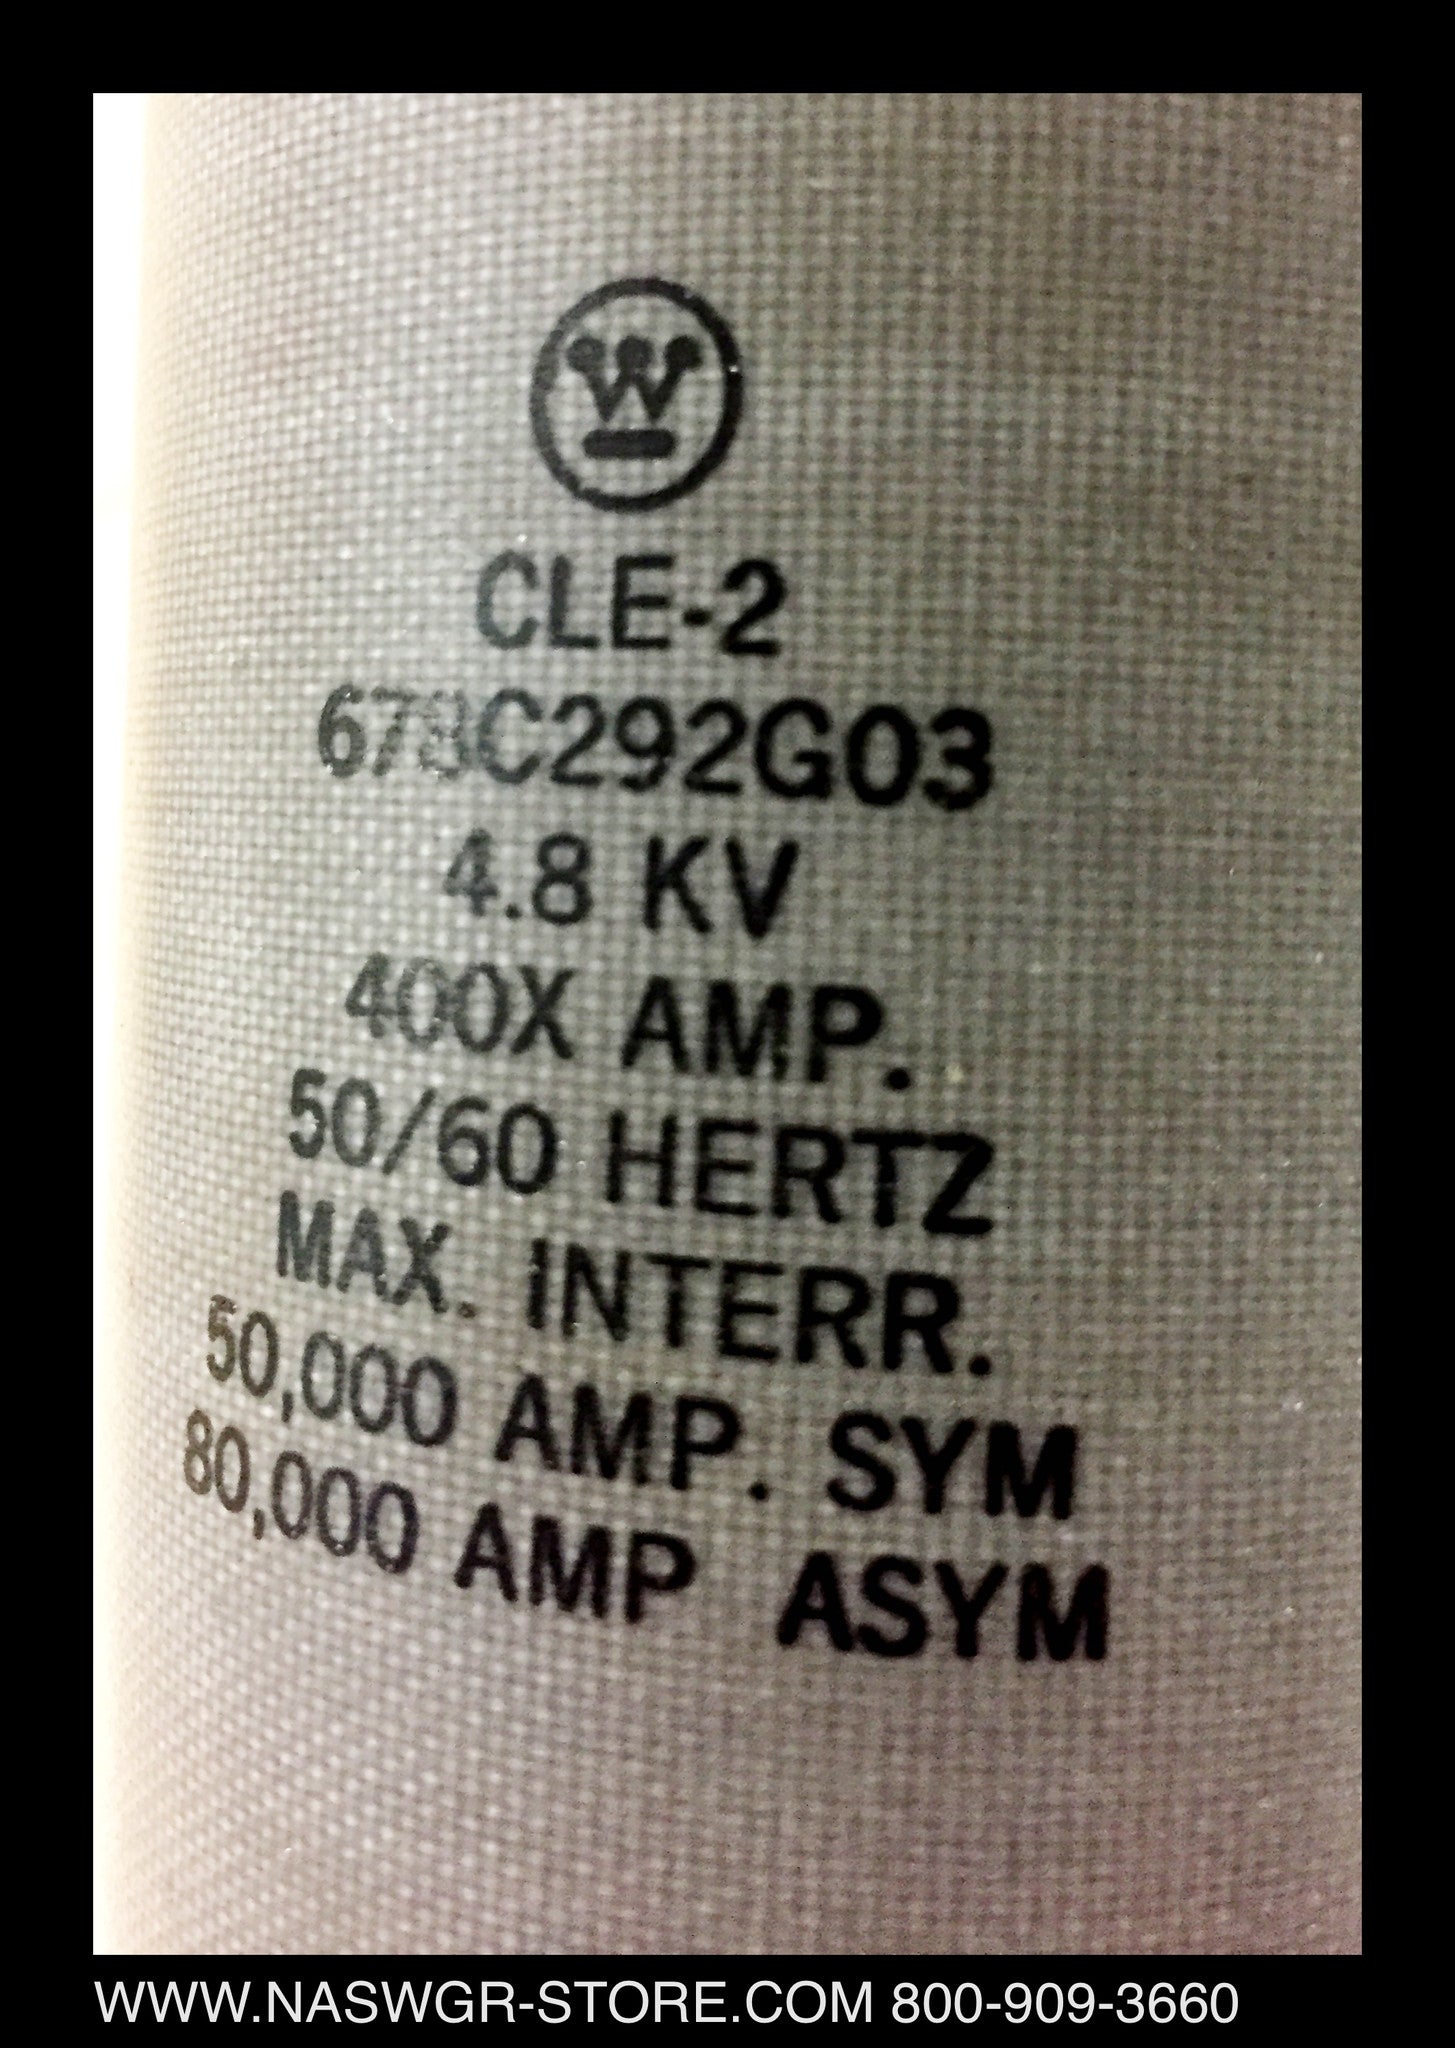 W
CLE-2
678C292G03
4.8 KV
400X AMP.
50/60 HERTZ
MAX. INTERR.
50,000 AMP. SYM
80,000 AMP ASYM
WWW.NASWGR-STORE.COM 800-909-3660